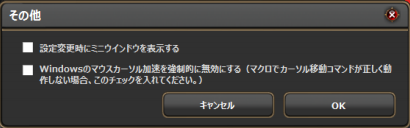 その他
設定変更時にミニウインドウを表示する
Windowsのマウスカーソル加速を強制的に無効にする（マクロでカーソル移動コマンドが正しく動
作しない場合、このチェックを入れてください。）
キャンセル
OK